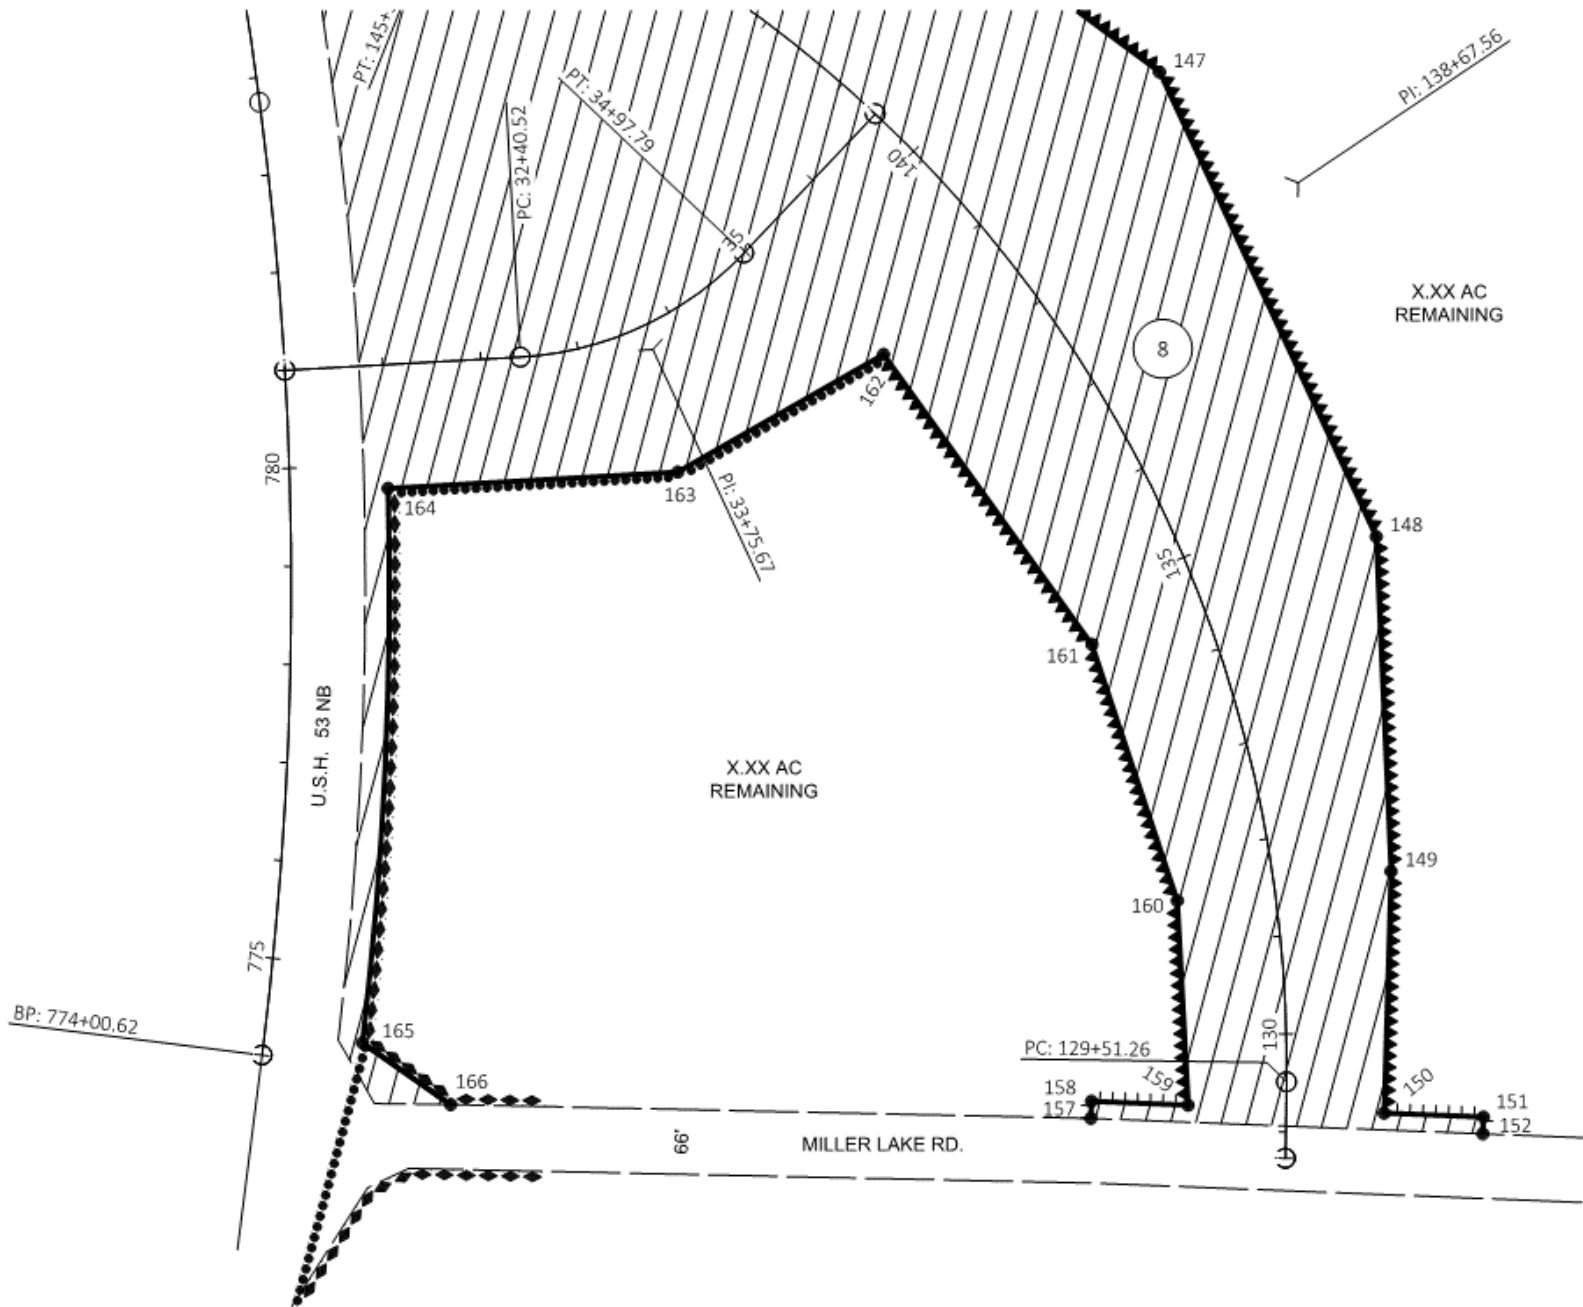 147
PI: 138+67.56
PT: 145+
PT: 34+97.79
PC: 32+40.52
140
35
X.XX AC
REMAINING
8
162
780
164
163
PI: 33+75.67
148
135
161
U.S.H. 53 NB
X.XX AC
REMAINING
149
160
775
BP: 774+00.62
165
130
PC: 129+51.26
166
158
159
150
151
157
152
66'
MILLER LAKE RD.